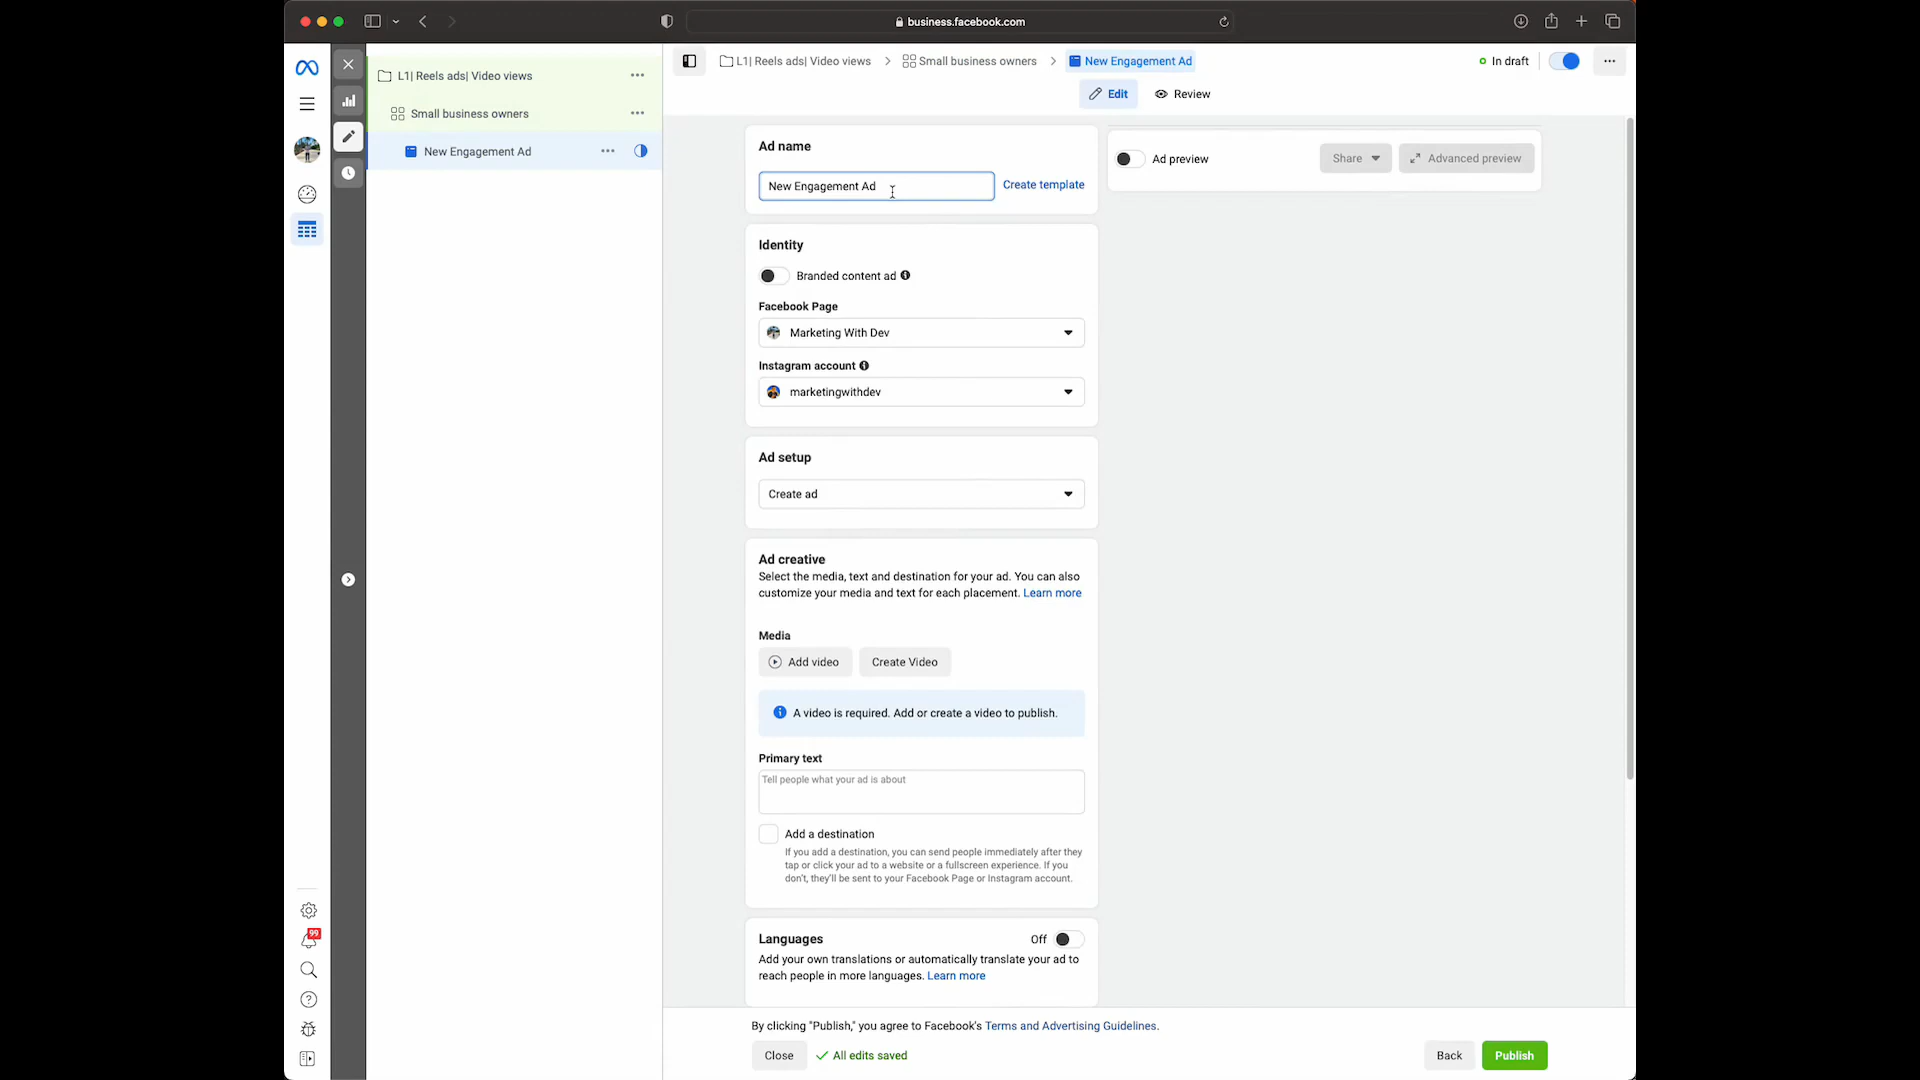 business.facebook.com
L1| Reels ads| Video views
Small business owners
New Engagement Ad
L1| Reels ads| Video views
Small business owners
New Engagement Ad
In draft
Edit
Review
Ad name
New Engagement Ad
Create template
Identity
Branded content ad
Facebook Page
Marketing With Dev
Instagram account
marketingwithdev
Ad setup
Create ad
Ad creative
Select the media, text and destination for your ad. You can also
customize your media and text for each placement. Learn more
Media
Add video
Create Video
A video is required. Add or create a video to publish.
Primary text
Tell people what your ad is about
Add a destination
If you add a destination, you can send people immediately after they
tap or click your ad to a website or a fullscreen experience. If you
don't, they'll be sent to your Facebook Page or Instagram account.
Languages
Off
Add your own translations or automatically translate your ad to
reach people in more languages. Learn more
Ad preview
Share
Advanced preview
99
By clicking "Publish," you agree to Facebook's Terms and Advertising Guidelines.
Close
All edits saved
Back
Publish